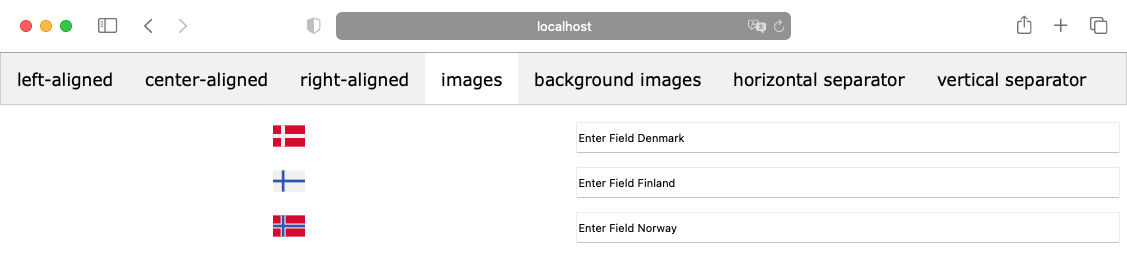 localhost
left-aligned center-aligned right-aligned images background images horizontal separator vertical separator
Enter Field Denmark
Enter Field Finland
Enter Field Norway